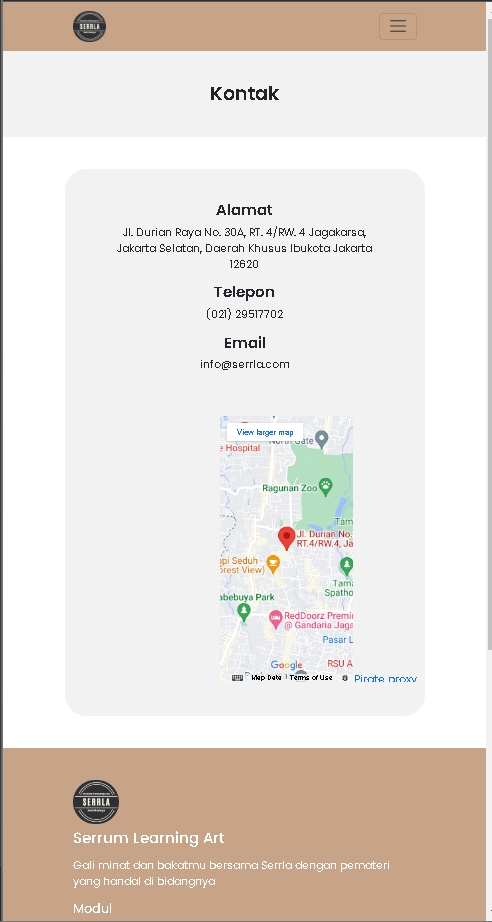 SERRLA
Kontak
Alamat
Jl. Durian Raya No. 30A, RT. 4/RW. 4 Jagakarsa,
Jakarta Selatan, Daerah Khusus Ibukota Jakarta
12620
Telepon
(021) 29517702
Email
info@serrla.com
View larger map
North Gate
e Hospital
Ragunan Zoo
Tam
Jl. Durian No.
RT.4/RW.4, Ja
pi Seduh
orest View)
Tama
Spatho
abebuya Park
RedDoorz Premi
@ Gandaria Jaga
Pasar L
Google
RSU A
Map Data
Terms of Use
Pirate proxy
SERRLA
Serrum Learning Art
Gali minat dan bakatmu bersama Serrla dengan pemateri
yang handal di bidangnya
Modul